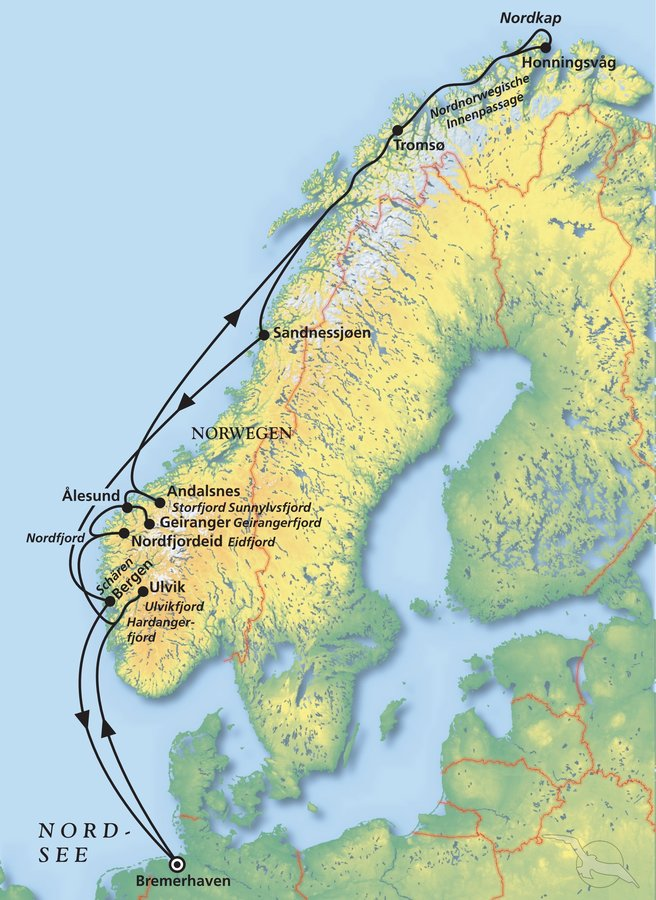 Nordkap
Honningsvåg
Nordnorwegische
Innenpassage
Tromsø
Sandnessjøen
NORWEGEN
Ålesund
Andalsnes
Storfjord Sunnylvsfjord
Geiranger Geirangerfjord
Nordfjord
Nordfjordeid Eidfjord
Schären
Bergen
Ulvik
Ulvikfjord
Hardanger-
fjord
NORD-
SEE
Bremerhaven